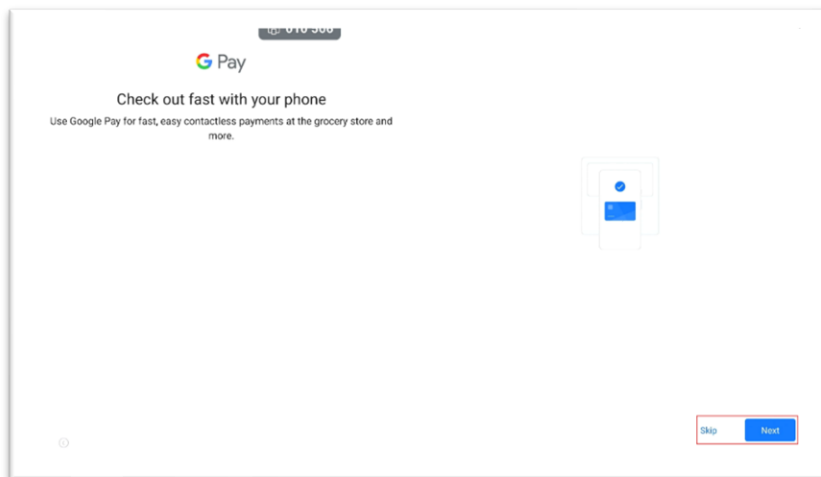 G Pay
Check out fast with your phone
Use Google Pay for fast, easy contactless payments at the grocery store and
more.
Skip
Next